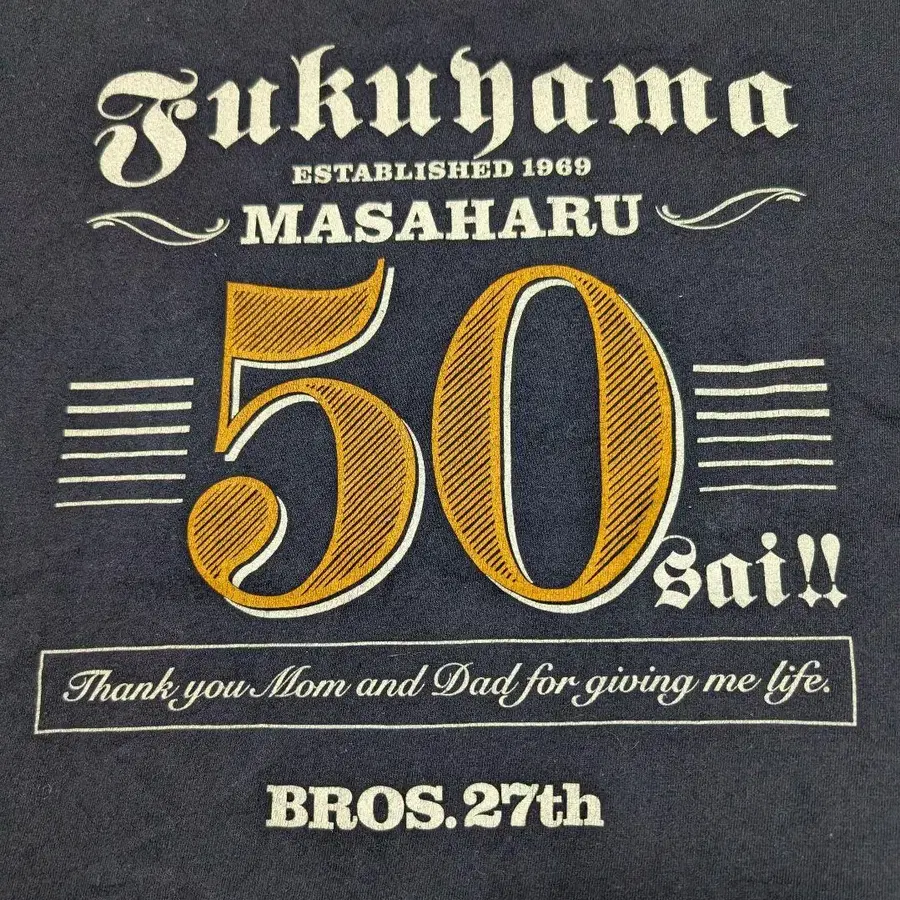 Fukuyama
ESTABLISHED 1969
MASAHARU
50
sai!!
Thank you Mom and Dad for giving me life.
BROS.27th